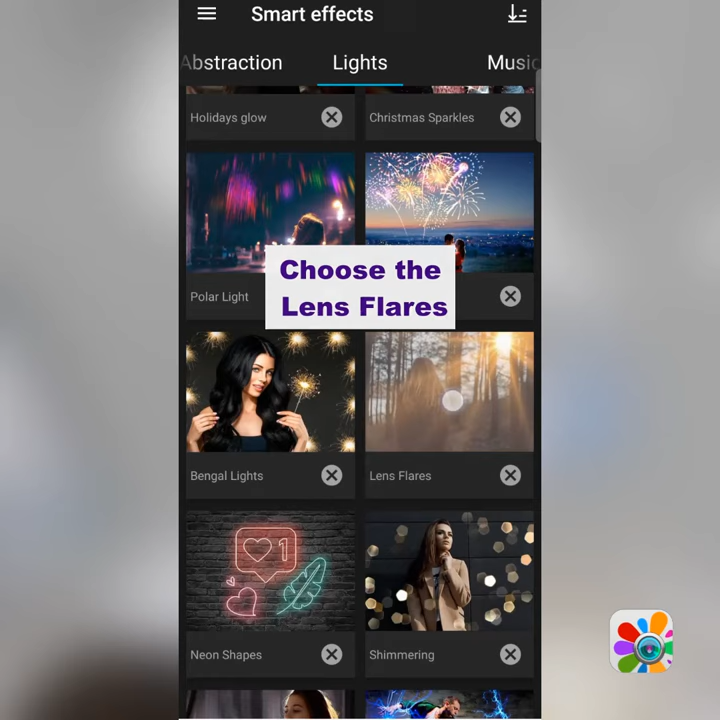 Smart effects
Abstraction
Lights
Music
Holidays glow
Christmas Sparkles
Choose the
Lens Flares
Polar Light
Bengal Lights
Lens Flares
1
Neon Shapes
Shimmering